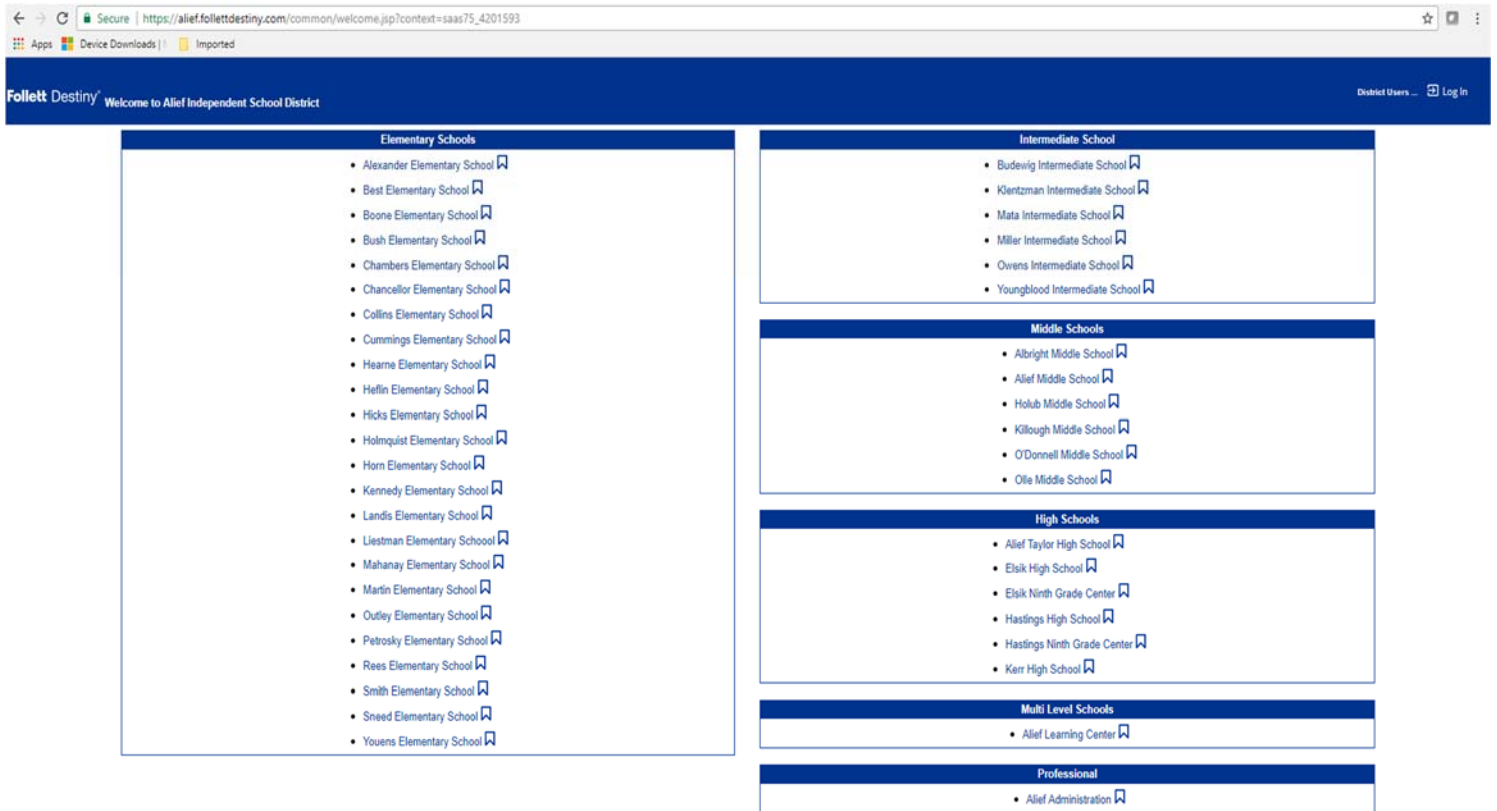 Secure | https://alief.follettdestiny.com/common/welcome.jsp?context=saas75_4201593
Apps Device Downloads | Imported
Follett Destiny® Welcome to Alief Independent School District
District Users ... Log In
Elementary Schools
Alexander Elementary School
Best Elementary School
Boone Elementary School
Bush Elementary School
Chambers Elementary School
Chancellor Elementary School
Collins Elementary School
Cummings Elementary School
Hearne Elementary School
Heflin Elementary School
Hicks Elementary School
Holmquist Elementary School
Horn Elementary School
Kennedy Elementary School
Landis Elementary School
Liestman Elementary Schoool
Mahanay Elementary School
Martin Elementary School
Outley Elementary School
Petrosky Elementary School
Rees Elementary School
Smith Elementary School
Sneed Elementary School
Youens Elementary School
Intermediate School
Budewig Intermediate School
Klentzman Intermediate School
Mata Intermediate School
Miller Intermediate School
Owens Intermediate School
Youngblood Intermediate School
Middle Schools
Albright Middle School
Alief Middle School
Holub Middle School
Killough Middle School
O'Donnell Middle School
Olle Middle School
High Schools
Alief Taylor High School
Elsik High School
Elsik Ninth Grade Center
Hastings High School
Hastings Ninth Grade Center
Kerr High School
Multi Level Schools
Alief Learning Center
Professional
Alief Administration